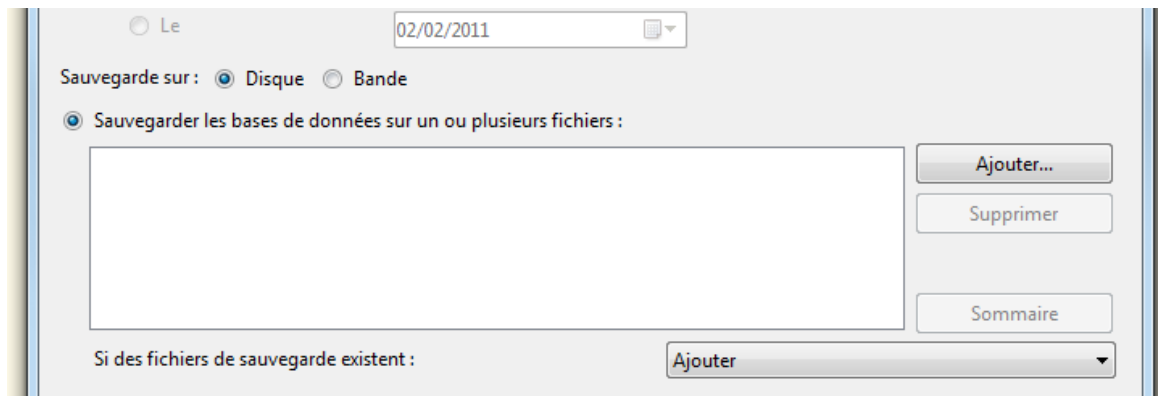 Le 02/02/2011
Sauvegarde sur : Disque Bande
Sauvegarder les bases de données sur un ou plusieurs fichiers :
Ajouter...
Supprimer
Sommaire
Si des fichiers de sauvegarde existent : Ajouter